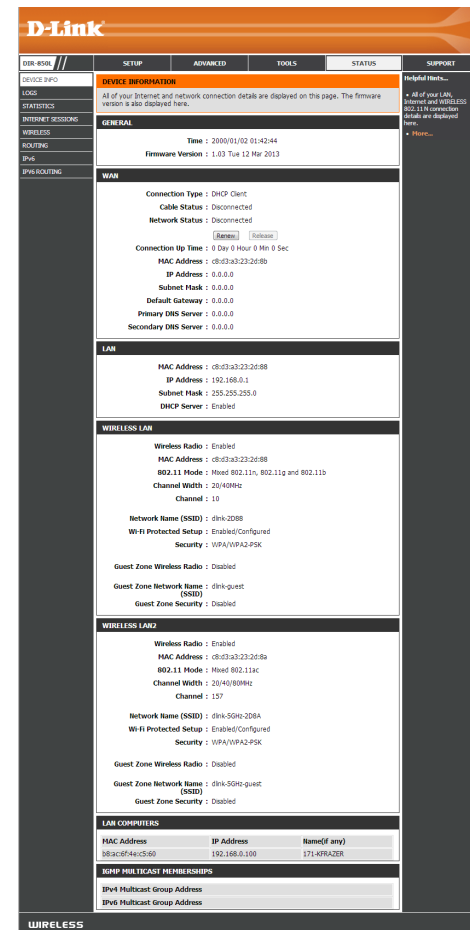 D-Link
DIR-850L ///
SETUP
ADVANCED
TOOLS
STATUS
SUPPORT
DEVICE INFO
LOGS
STATISTICS
INTERNET SESSIONS
WIRELESS
ROUTING
IPv6
IPV6 ROUTING
DEVICE INFORMATION
All of your Internet and network connection details are displayed on this page. The firmware
version is also displayed here.
GENERAL
Time : 2000/01/02 01:42:44
Firmware Version : 1.03 Tue 12 Mar 2013
WAN
Connection Type : DHCP Client
Cable Status : Disconnected
Network Status : Disconnected
Renew Release
Connection Up Time : 0 Day 0 Hour 0 Min 0 Sec
MAC Address : c8:d3:a3:23:2d:8b
IP Address : 0.0.0.0
Subnet Mask : 0.0.0.0
Default Gateway : 0.0.0.0
Primary DNS Server : 0.0.0.0
Secondary DNS Server : 0.0.0.0
LAN
MAC Address : c8:d3:a3:23:2d:88
IP Address : 192.168.0.1
Subnet Mask : 255.255.255.0
DHCP Server : Enabled
WIRELESS LAN
Wireless Radio : Enabled
MAC Address : c8:d3:a3:23:2d:88
802.11 Mode : Mixed 802.11n, 802.11g and 802.11b
Channel Width : 20/40MHz
Channel : 10
Network Name (SSID) : dlink-2D88
Wi-Fi Protected Setup : Enabled/Configured
Security : WPA/WPA2-PSK
Guest Zone Wireless Radio : Disabled
Guest Zone Network Name : dlink-guest
(SSID)
Guest Zone Security : Disabled
WIRELESS LAN2
Wireless Radio : Enabled
MAC Address : c8:d3:a3:23:2d:8a
802.11 Mode : Mixed 802.11ac
Channel Width : 20/40/80MHz
Channel : 157
Network Name (SSID) : dlink-5GHz-2D8A
Wi-Fi Protected Setup : Enabled/Configured
Security : WPA/WPA2-PSK
Guest Zone Wireless Radio : Disabled
Guest Zone Network Name : dlink-5GHz-guest
(SSID)
Guest Zone Security : Disabled
LAN COMPUTERS
MAC Address IP Address Name(if any)
b8:ac:6f:4e:c5:60 192.168.0.100 171-KFRAZER
IGMP MULTICAST MEMBERSHIPS
IPv4 Multicast Group Address
IPv6 Multicast Group Address
Helpful Hints...
• All of your LAN,
Internet and WIRELESS
802.11 N connection
details are displayed
here.
• More...
WIRELESS